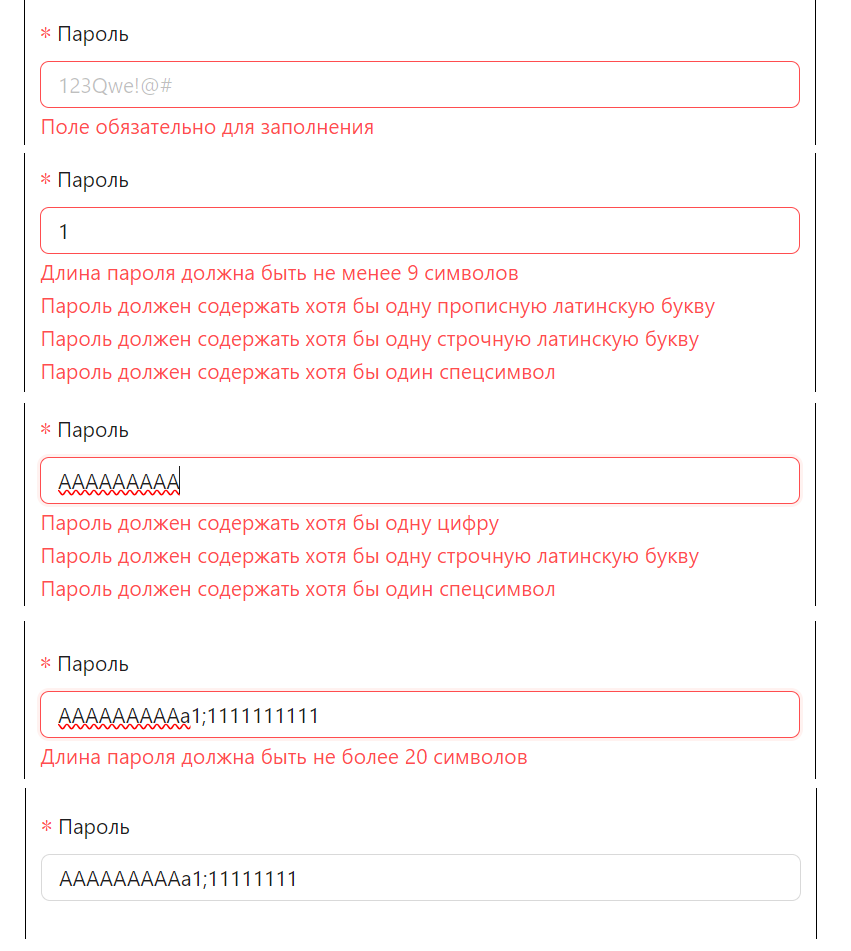 * Пароль
123Qwe!@#
Поле обязательно для заполнения
* Пароль
1
Длина пароля должна быть не менее 9 символов
Пароль должен содержать хотя бы одну прописную латинскую букву
Пароль должен содержать хотя бы одну строчную латинскую букву
Пароль должен содержать хотя бы один спецсимвол
* Пароль
AAAAAAAAA
Пароль должен содержать хотя бы одну цифру
Пароль должен содержать хотя бы одну строчную латинскую букву
Пароль должен содержать хотя бы один спецсимвол
* Пароль
AAAAAAAAAa1;1111111111
Длина пароля должна быть не более 20 символов
* Пароль
AAAAAAAAAa1;11111111